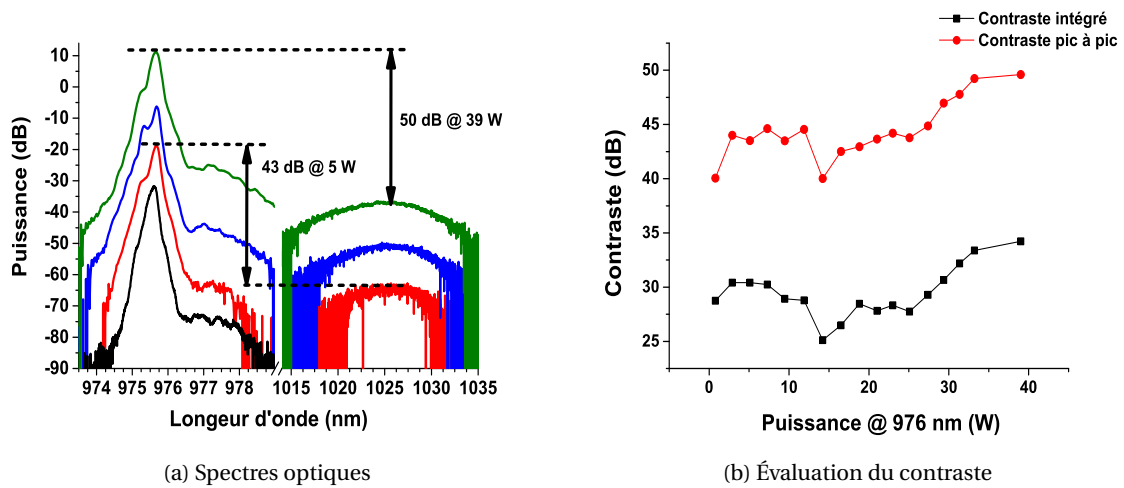 Puissance (dB)
10
0
-10
-20
-30
-40
-50
-60
-70
-80
-90
50 dB @ 39 W
43 dB @ 5 W
974 975 976 977 978 1015 1020 1025 1030 1035
Longeur d'onde (nm)
(a) Spectres optiques
Contraste intégré
Contraste pic à pic
Contraste (dB)
50
45
40
35
30
25
0 10 20 30 40
Puissance @ 976 nm (W)
(b) Évaluation du contraste